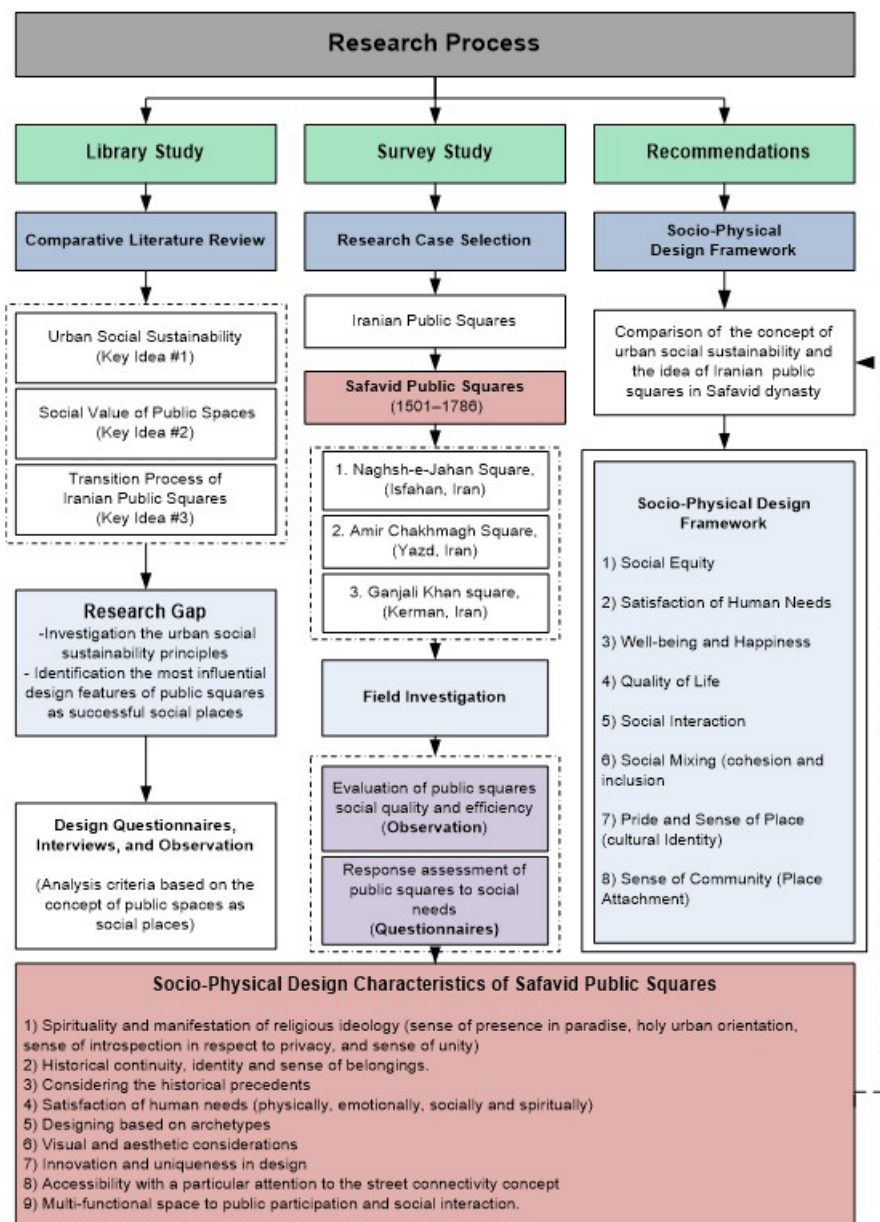 Research Process
Library Study
Comparative Literature Review
Urban Social Sustainability
(Key Idea #1)
Social Value of Public Spaces
(Key Idea #2)
Transition Process of
Iranian Public Squares
(Key Idea #3)
Research Gap
-Investigation the urban social
sustainability principles
- Identification the most influential
design features of public squares
as successful social places
Design Questionnaires,
Interviews, and Observation
(Analysis criteria based on the
concept of public spaces as
social places)
Survey Study
Research Case Selection
Iranian Public Squares
Safavid Public Squares
(1501–1786)
1. Naghsh-e-Jahan Square,
(Isfahan, Iran)
2. Amir Chakhmagh Square,
(Yazd, Iran)
3. Ganjali Khan square,
(Kerman, Iran)
Field Investigation
Evaluation of public squares
social quality and efficiency
(Observation)
Response assessment of
public squares to social
needs
(Questionnaires)
Recommendations
Socio-Physical
Design Framework
Comparison of the concept of
urban social sustainability and
the idea of Iranian public
squares in Safavid dynasty
Socio-Physical Design
Framework
1) Social Equity
2) Satisfaction of Human Needs
3) Well-being and Happiness
4) Quality of Life
5) Social Interaction
6) Social Mixing (cohesion and
inclusion
7) Pride and Sense of Place
(cultural Identity)
8) Sense of Community (Place
Attachment)
Socio-Physical Design Characteristics of Safavid Public Squares
1) Spirituality and manifestation of religious ideology (sense of presence in paradise, holy urban orientation,
sense of introspection in respect to privacy, and sense of unity)
2) Historical continuity, identity and sense of belongings.
3) Considering the historical precedents
4) Satisfaction of human needs (physically, emotionally, socially and spiritually)
5) Designing based on archetypes
6) Visual and aesthetic considerations
7) Innovation and uniqueness in design
8) Accessibility with a particular attention to the street connectivity concept
9) Multi-functional space to public participation and social interaction.